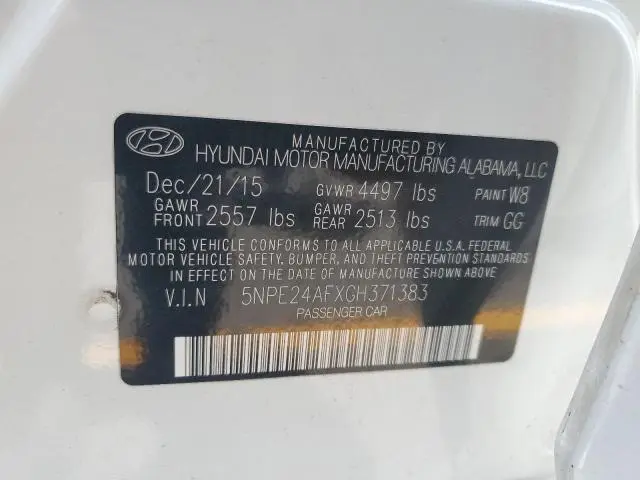 MANUFACTURED BY
HYUNDAI MOTOR MANUFACTURING ALABAMA, LLC
Dec/21/15 GVWR 4497 lbs PAINT W8
GAWR FRONT 2557 lbs GAWR REAR 2513 lbs TRIM GG
THIS VEHICLE CONFORMS TO ALL APPLICABLE U.S.A. FEDERAL
MOTOR VEHICLE SAFETY, BUMPER, AND THEFT PREVENTION STANDARDS
IN EFFECT ON THE DATE OF MANUFACTURE SHOWN ABOVE.
V.I.N 5NPE24AFXGH371383
PASSENGER CAR